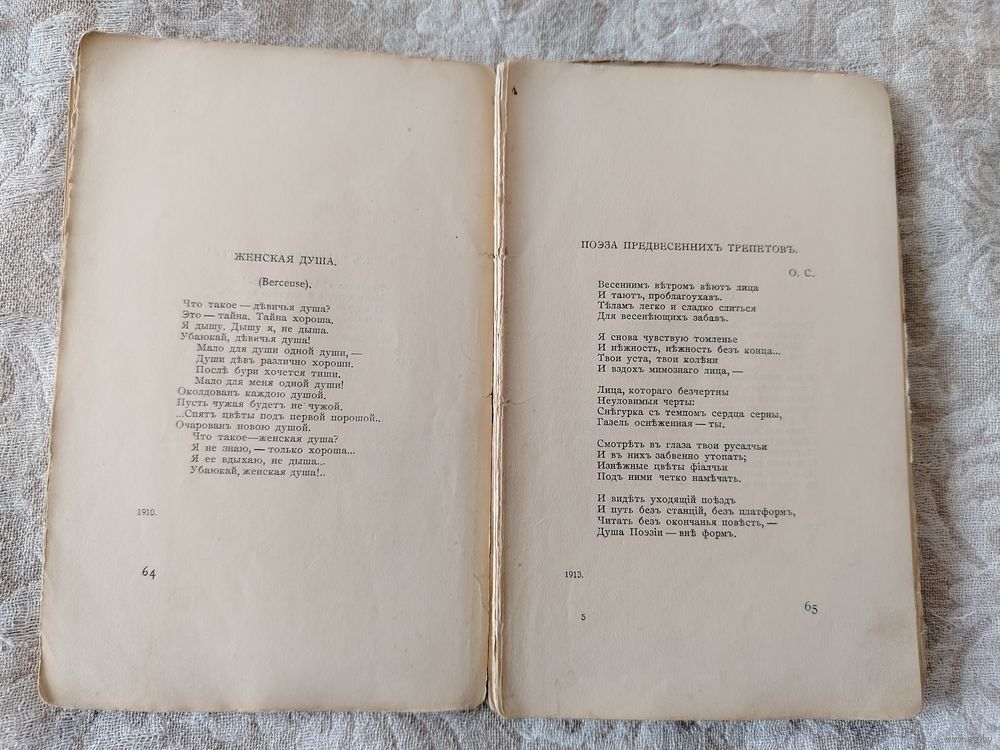 ЖЕНСКАЯ ДУША.
(Berceuse).
Что такое — дѣвичья душа?
Это — тайна. Тайна хороша.
Я дышу. Дышу я, не дыша.
Убаюкай, дѣвичья душа!
Мало для души одной души, —
Души дѣвъ различно хороши.
Послѣ бури хочется тиши.
Мало для меня одной души!
Околдованъ каждою душой.
Пусть чужая будетъ не чужой.
...Спятъ цвѣты подъ первой порошой...
Очарованъ новою душой.
Что такое—женская душа?
Я не знаю, — только хороша...
Я ее вдыхаю, не дыша...
Убаюкай, женская душа!..
1910.
64
ПОЭЗА ПРЕДВЕСЕННИХЪ ТРЕПЕТОВЪ.
О. С.
Весеннимъ вѣтромъ вѣютъ лица
И таютъ, проблагоухавъ.
Тѣламъ легко и сладко слиться
Для весенѣющихъ забавъ.
Я снова чувствую томленье
И нѣжность, нѣжность безъ конца...
Твои уста, твои колѣни
И вздохъ мимознаго лица, —
Лица, котораго безчертны
Неуловимыя черты:
Снѣгурка съ темпомъ сердца серны,
Газель оснѣженная — ты.
Смотрѣть въ глаза твои русалчьи
И въ нихъ забвенно утопать;
Изнѣжные цвѣты фіалчьи
Подъ ними четко намѣчать.
И видѣть уходящій поѣздъ
И путь безъ станцій, безъ платформъ,
Читать безъ окончанья повѣсть, —
Душа Поэзіи — внѣ формъ.
1913.
5
65